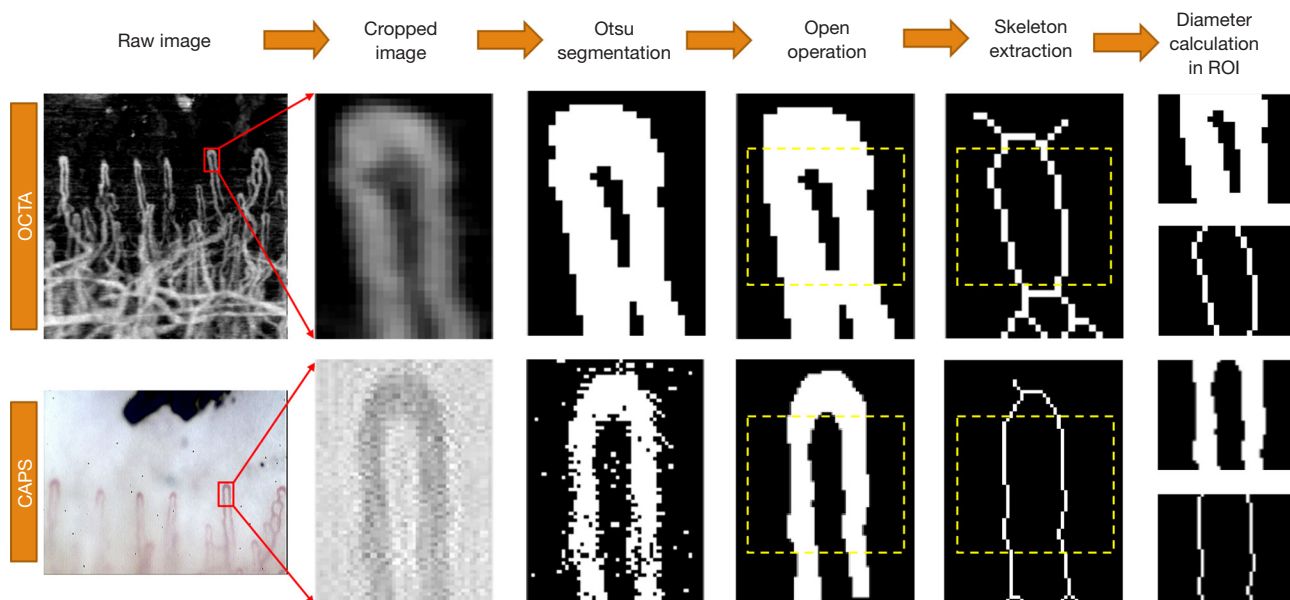 Raw image
Cropped
image
Otsu
segmentation
Open
operation
Skeleton
extraction
Diameter
calculation
in ROI
OCTA
CAPS